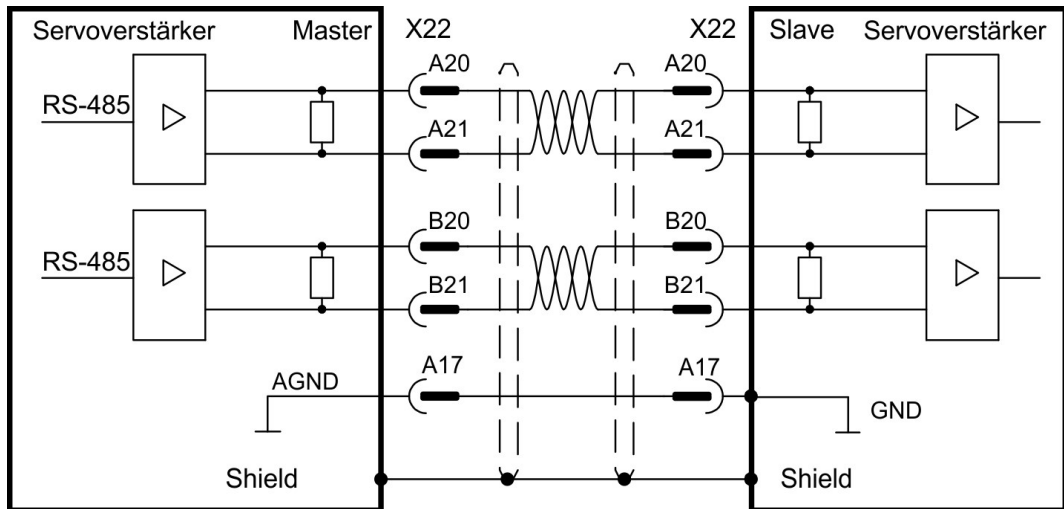 Servoverstärker Master X22 X22 Slave Servoverstärker
A20 A20
RS-485
A21 A21
B20 B20
RS-485
B21 B21
A17 A17
AGND
GND
Shield Shield